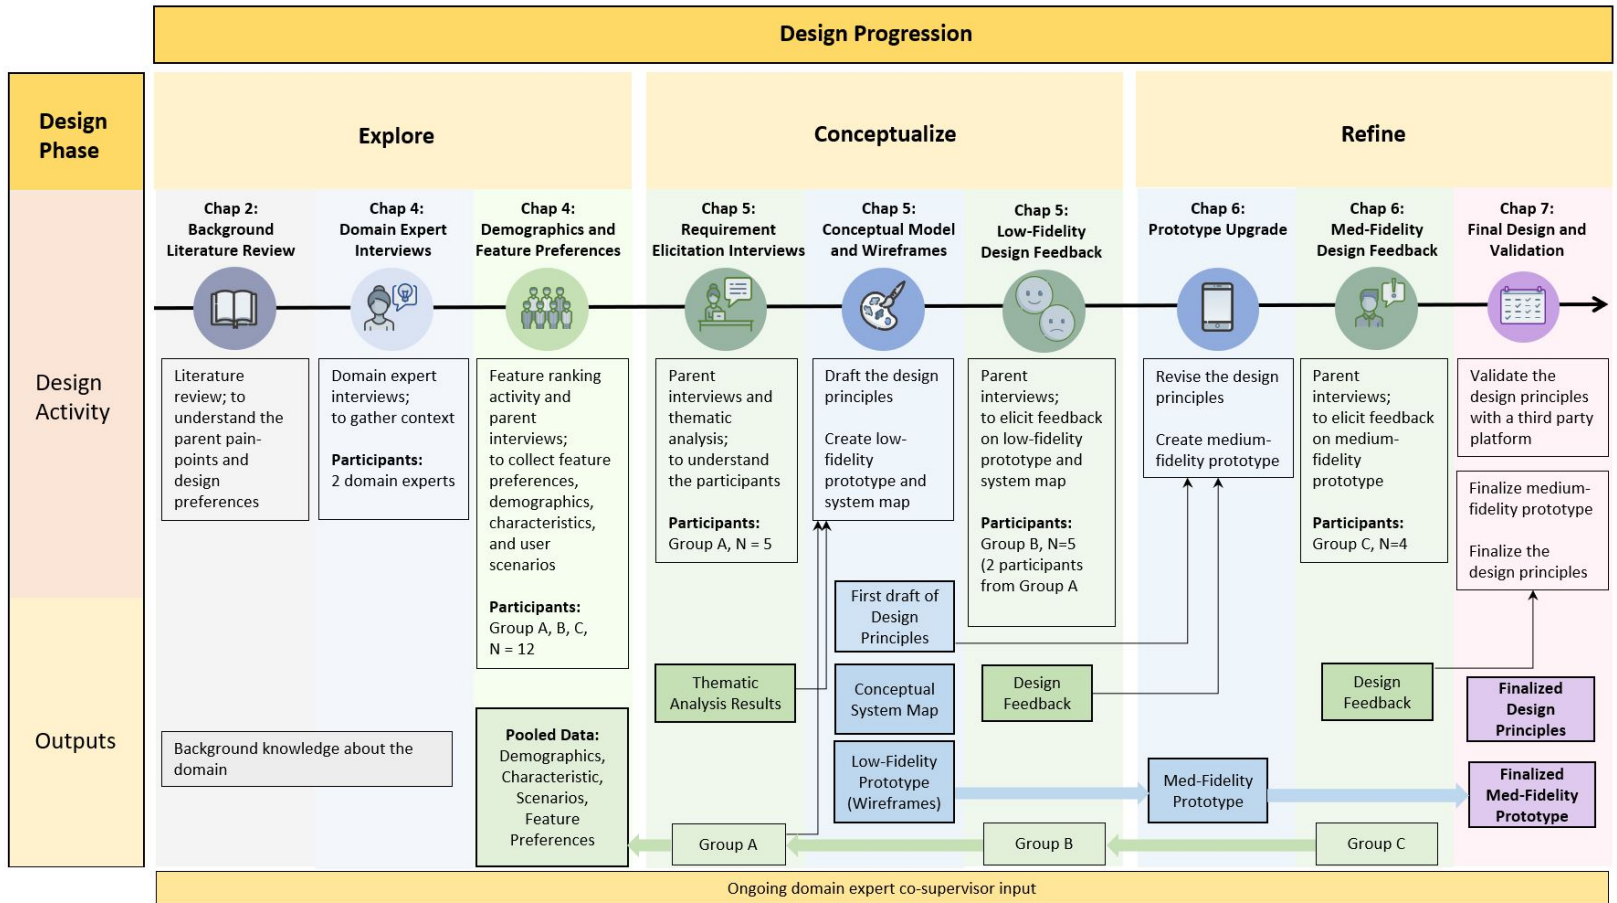 Design Progression
Design
Phase
Explore
Conceptualize
Refine
Chap 2:
Background
Literature Review
Chap 4:
Domain Expert
Interviews
Chap 4:
Demographics and
Feature Preferences
Chap 5:
Requirement
Elicitation Interviews
Chap 5:
Conceptual Model
and Wireframes
Chap 5:
Low-Fidelity
Design Feedback
Chap 6:
Prototype Upgrade
Chap 6:
Med-Fidelity
Design Feedback
Chap 7:
Final Design and
Validation
Design
Activity
Literature
review; to
understand the
parent pain-
points and
design
preferences
Domain expert
interviews;
to gather context
Participants:
2 domain experts
Feature ranking
activity and
parent
interviews;
to collect feature
preferences,
demographics,
characteristics,
and user
scenarios
Participants:
Group A, B, C,
N = 12
Parent
interviews and
thematic
analysis;
to understand
the participants
Participants:
Group A, N = 5
Draft the design
principles
Create low-
fidelity
prototype and
system map
Parent
interviews;
to elicit feedback
on low-fidelity
prototype and
system map
Participants:
Group B, N=5
(2 participants
from Group A
Revise the design
principles
Create medium-
fidelity prototype
Parent
interviews;
to elicit feedback
on medium-
fidelity
prototype
Participants:
Group C, N=4
Validate the
design principles
with a third party
platform
Finalize medium-
fidelity prototype
Finalize the
design principles
Outputs
Background knowledge about the
domain
Pooled Data:
Demographics,
Characteristic,
Scenarios,
Feature
Preferences
Thematic
Analysis Results
First draft of
Design
Principles
Conceptual
System Map
Low-Fidelity
Prototype
(Wireframes)
Design
Feedback
Med-Fidelity
Prototype
Design
Feedback
Finalized
Design
Principles
Finalized
Med-Fidelity
Prototype
Group A
Group B
Group C
Ongoing domain expert co-supervisor input